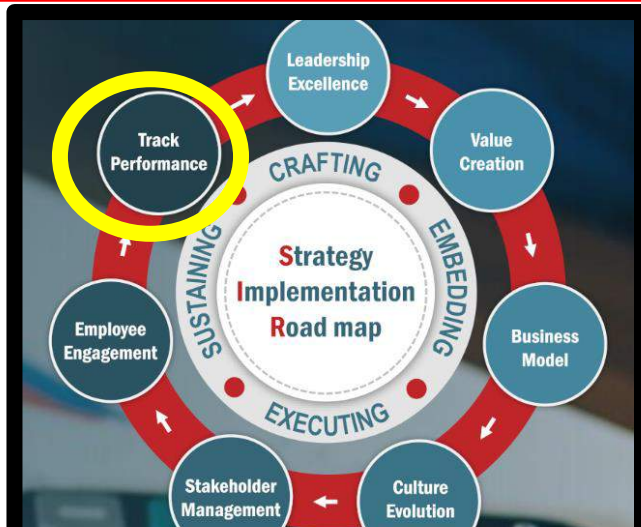 Leadership
Excellence
Value
Creation
Business
Model
Culture
Evolution
Stakeholder
Management
Employee
Engagement
Track
Performance
CRAFTING
EMBEDDING
EXECUTING
SUSTAINING
Strategy
Implementation
Road map